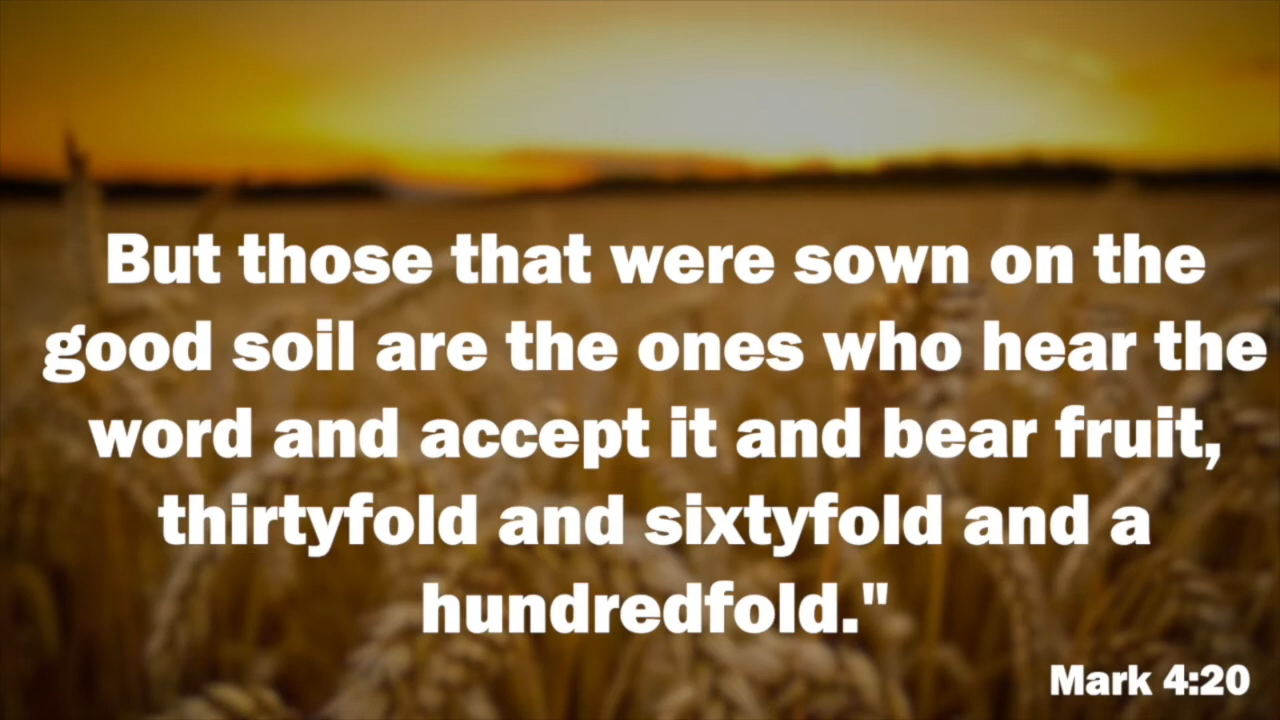 But those that were sown on the
good soil are the ones who hear the
word and accept it and bear fruit,
thirtyfold and sixtyfold and a
hundredfold."
Mark 4:20